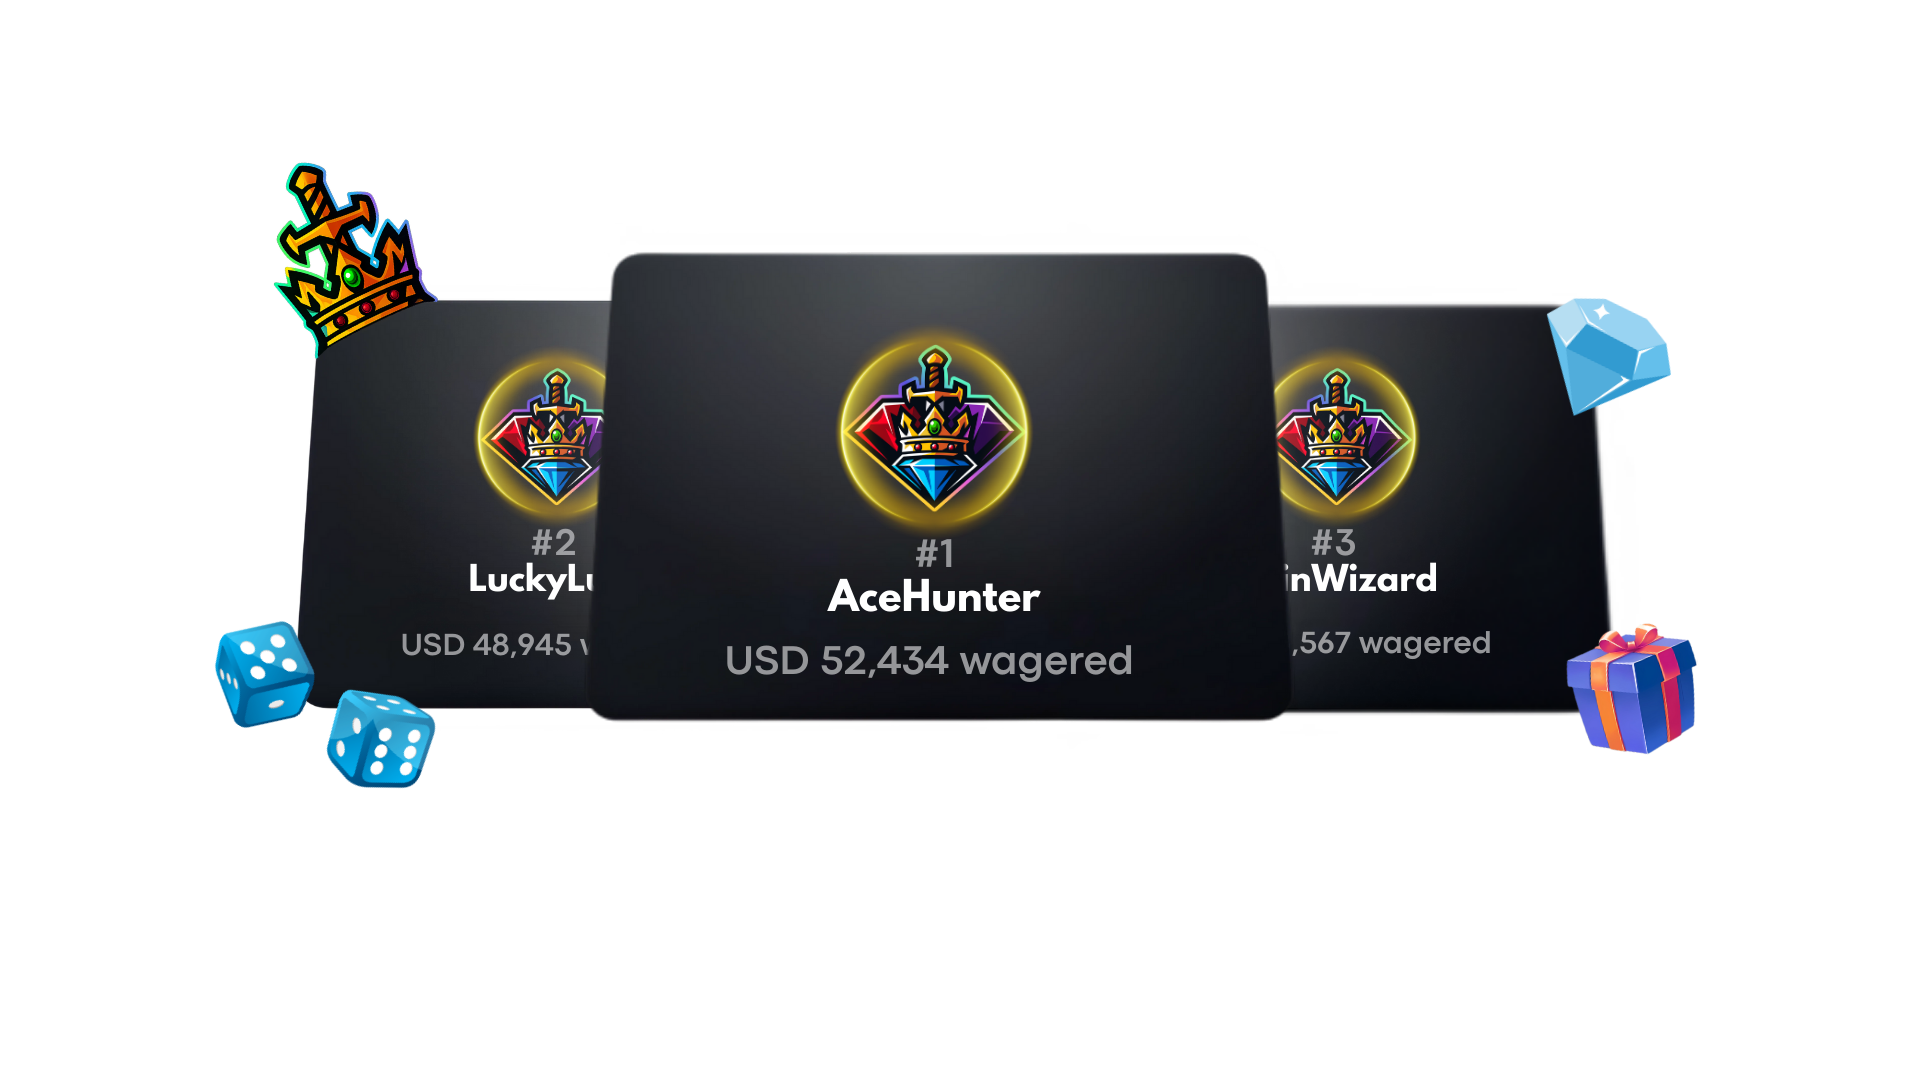 #2
LuckyLu
USD 48,945 w
#1
AceHunter
USD 52,434 wagered
#3
inWizard
,567 wagered